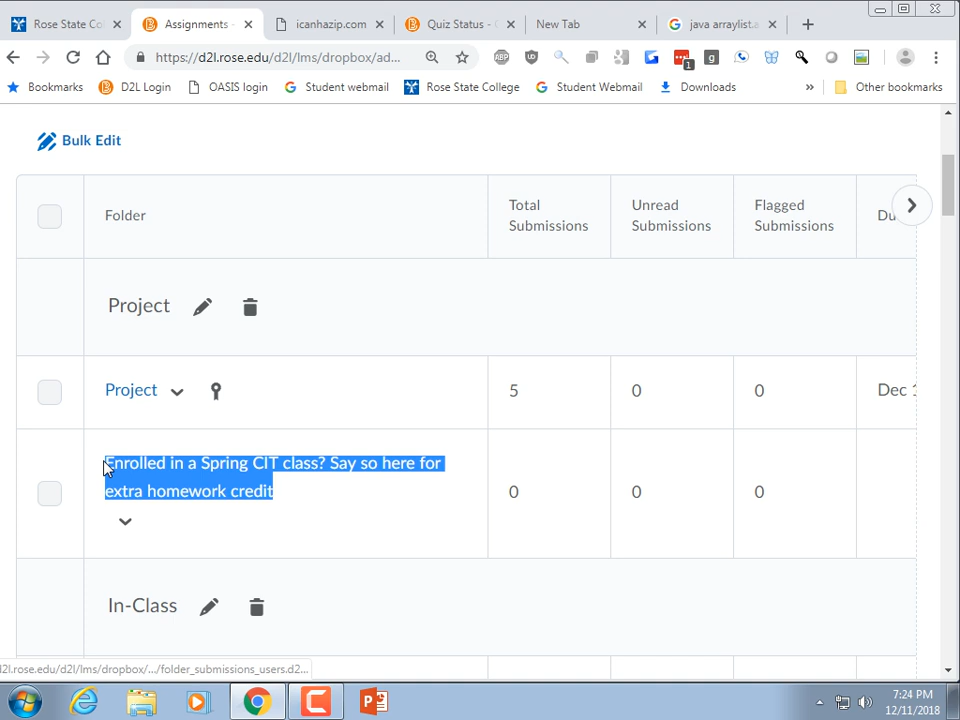 Rose State Co
Assignments -
icanhazip.com
Quiz Status -
New Tab
java arraylist.a
https://d2l.rose.edu/d2l/lms/dropbox/ad...
ABP
1
g
Bookmarks
D2L Login
OASIS login
Student webmail
Rose State College
Student Webmail
Downloads
»
Other bookmarks
Bulk Edit
Folder
Total
Submissions
Unread
Submissions
Flagged
Submissions
Du
Project
Project
5
0
0
Dec 1
Enrolled in a Spring CIT class? Say so here for
extra homework credit
0
0
0
In-Class
d2l.rose.edu/d2l/lms/dropbox/.../folder_submissions_users.d2...
7:24 PM
12/11/2018